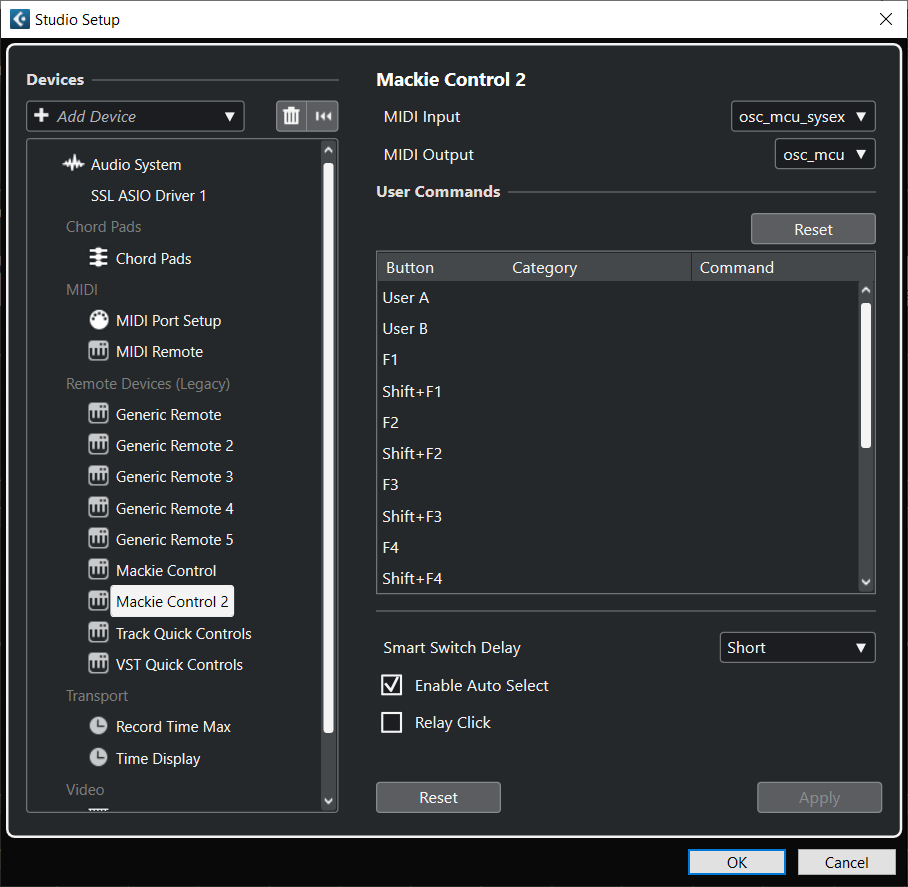 Studio Setup
Devices
Add Device
Audio System
SSL ASIO Driver 1
Chord Pads
Chord Pads
MIDI
MIDI Port Setup
MIDI Remote
Remote Devices (Legacy)
Generic Remote
Generic Remote 2
Generic Remote 3
Generic Remote 4
Generic Remote 5
Mackie Control
Mackie Control 2
Track Quick Controls
VST Quick Controls
Transport
Record Time Max
Time Display
Video
Mackie Control 2
MIDI Input osc_mcu_sysex
MIDI Output osc_mcu
User Commands
Reset
Button Category Command
User A
User B
F1
Shift+F1
F2
Shift+F2
F3
Shift+F3
F4
Shift+F4
Smart Switch Delay Short
Enable Auto Select
Relay Click
Reset Apply
OK Cancel